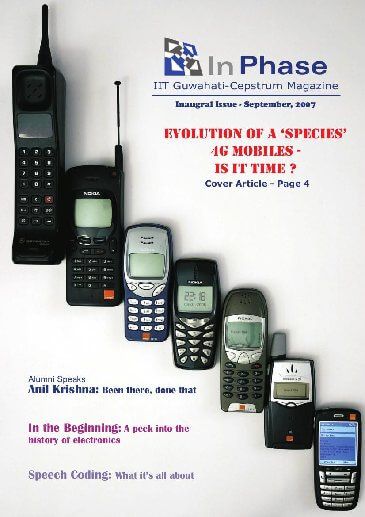 In Phase
IIT Guwahati-Cepstrum Magazine
Inaugral Issue - September, 2007
EVOLUTION OF A 'SPECIES'
4G MOBILES -
IS IT TIME ?
Cover Article – Page 4
NOKIA
NOKIA
Alumni Speaks
Anil Krishna: Been there, done that
In the Beginning: A peek into the
history of electronics
Speech Coding: What it's all about